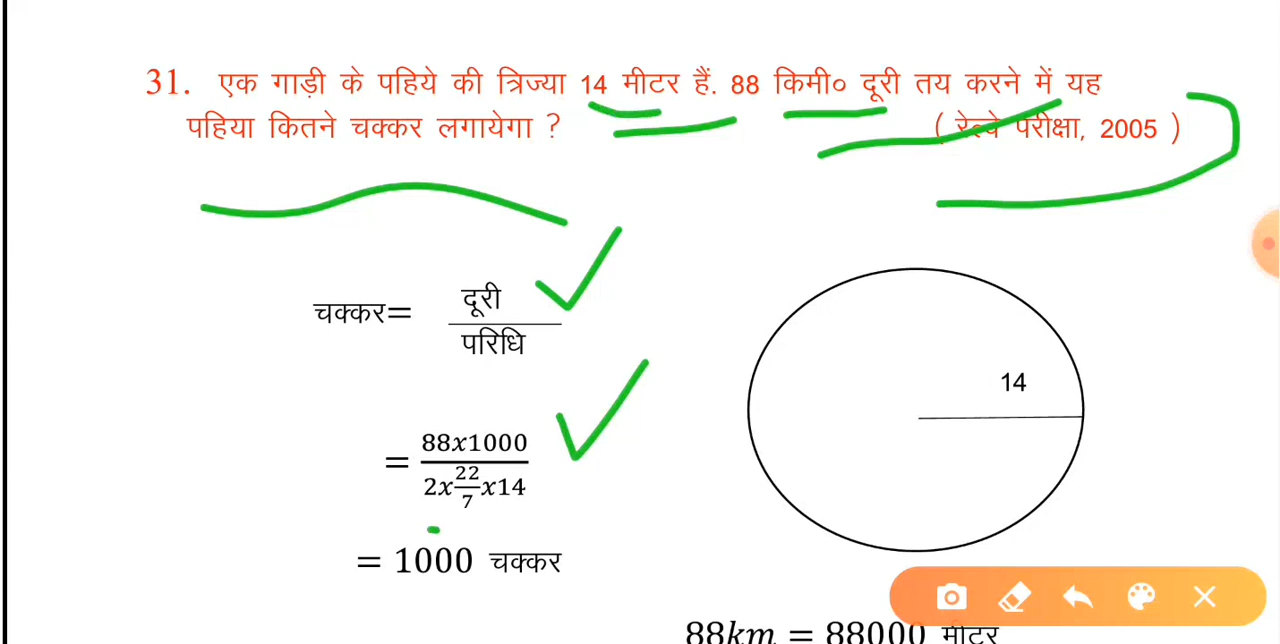 31. एक गाड़ी के पहिये की त्रिज्या 14 मीटर हैं. 88 किमी० दूरी तय करने में यह
पहिया कितने चक्कर लगायेगा ? ( रेल्वे परीक्षा, 2005 )
चक्कर= दूरी
परिधि
= 88x1000
2x22/7x14
= 1000 चक्कर
14
88km = 88000 मीटर